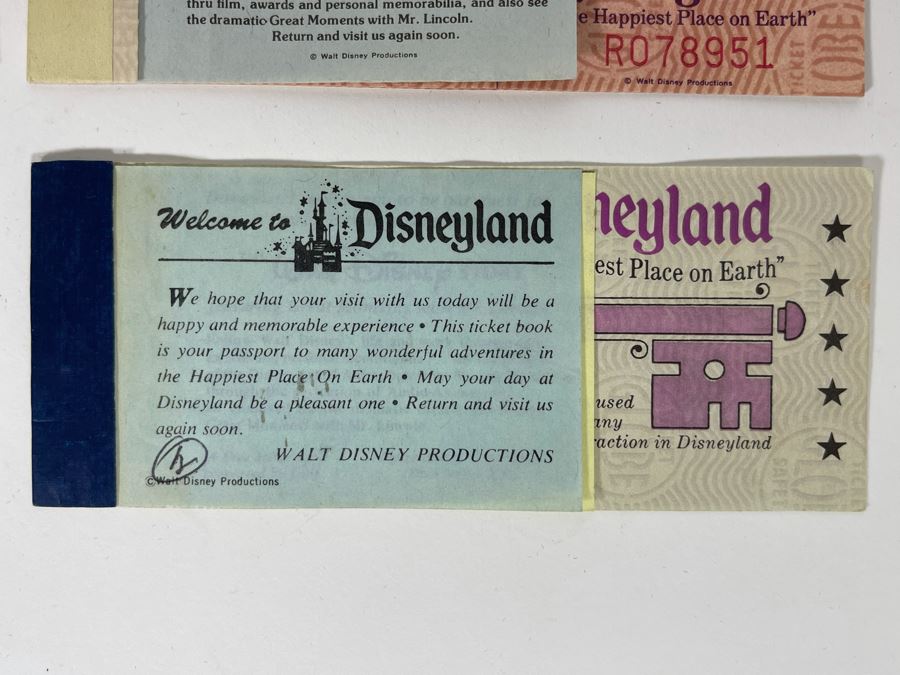 thru film, awards and personal memorabilia, and also see
the dramatic Great Moments with Mr. Lincoln.
Return and visit us again soon.
© Walt Disney Productions
e Happiest Place on Earth”
R078951
© Walt Disney Productions
TICKET
Welcome to Disneyland
We hope that your visit with us today will be a
happy and memorable experience • This ticket book
is your passport to many wonderful adventures in
the Happiest Place On Earth • May your day at
Disneyland be a pleasant one • Return and visit us
again soon.
WALT DISNEY PRODUCTIONS
©Walt Disney Productions
neyland
est Place on Earth”
used
any
raction in Disneyland